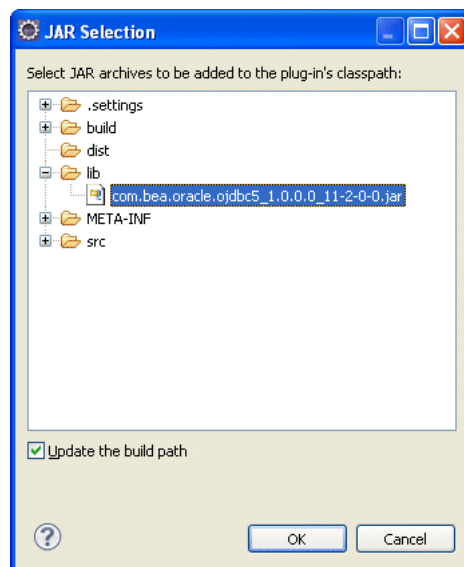 JAR Selection
Select JAR archives to be added to the plug-in's classpath:
.settings
build
dist
lib
com.bea.oracle.ojdbc5_1.0.0.0_11-2-0-0.jar
META-INF
src
Update the build path
?
OK Cancel